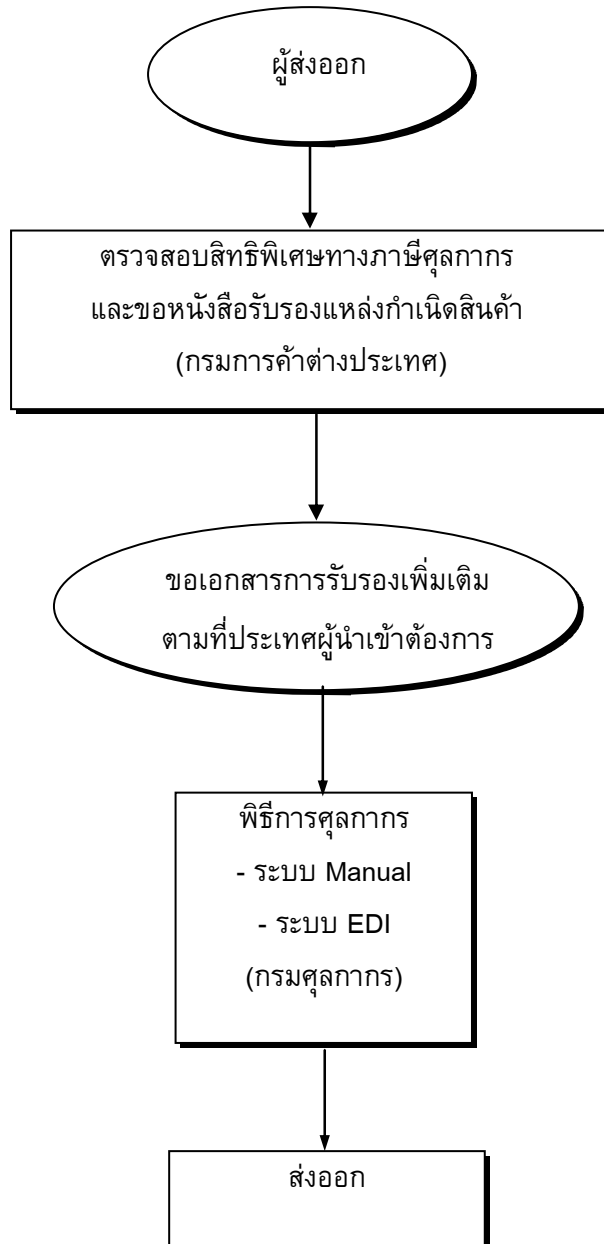 ผู้ส่งออก
ตรวจสอบสิทธิพิเศษทางภาษีศุลกากร
และขอหนังสือรับรองแหล่งกำเนิดสินค้า
(กรมการค้าต่างประเทศ)
ขอเอกสารการรับรองเพิ่มเติม
ตามที่ประเทศผู้นำเข้าต้องการ
พิธีการศุลกากร
- ระบบ Manual
- ระบบ EDI
(กรมศุลกากร)
ส่งออก